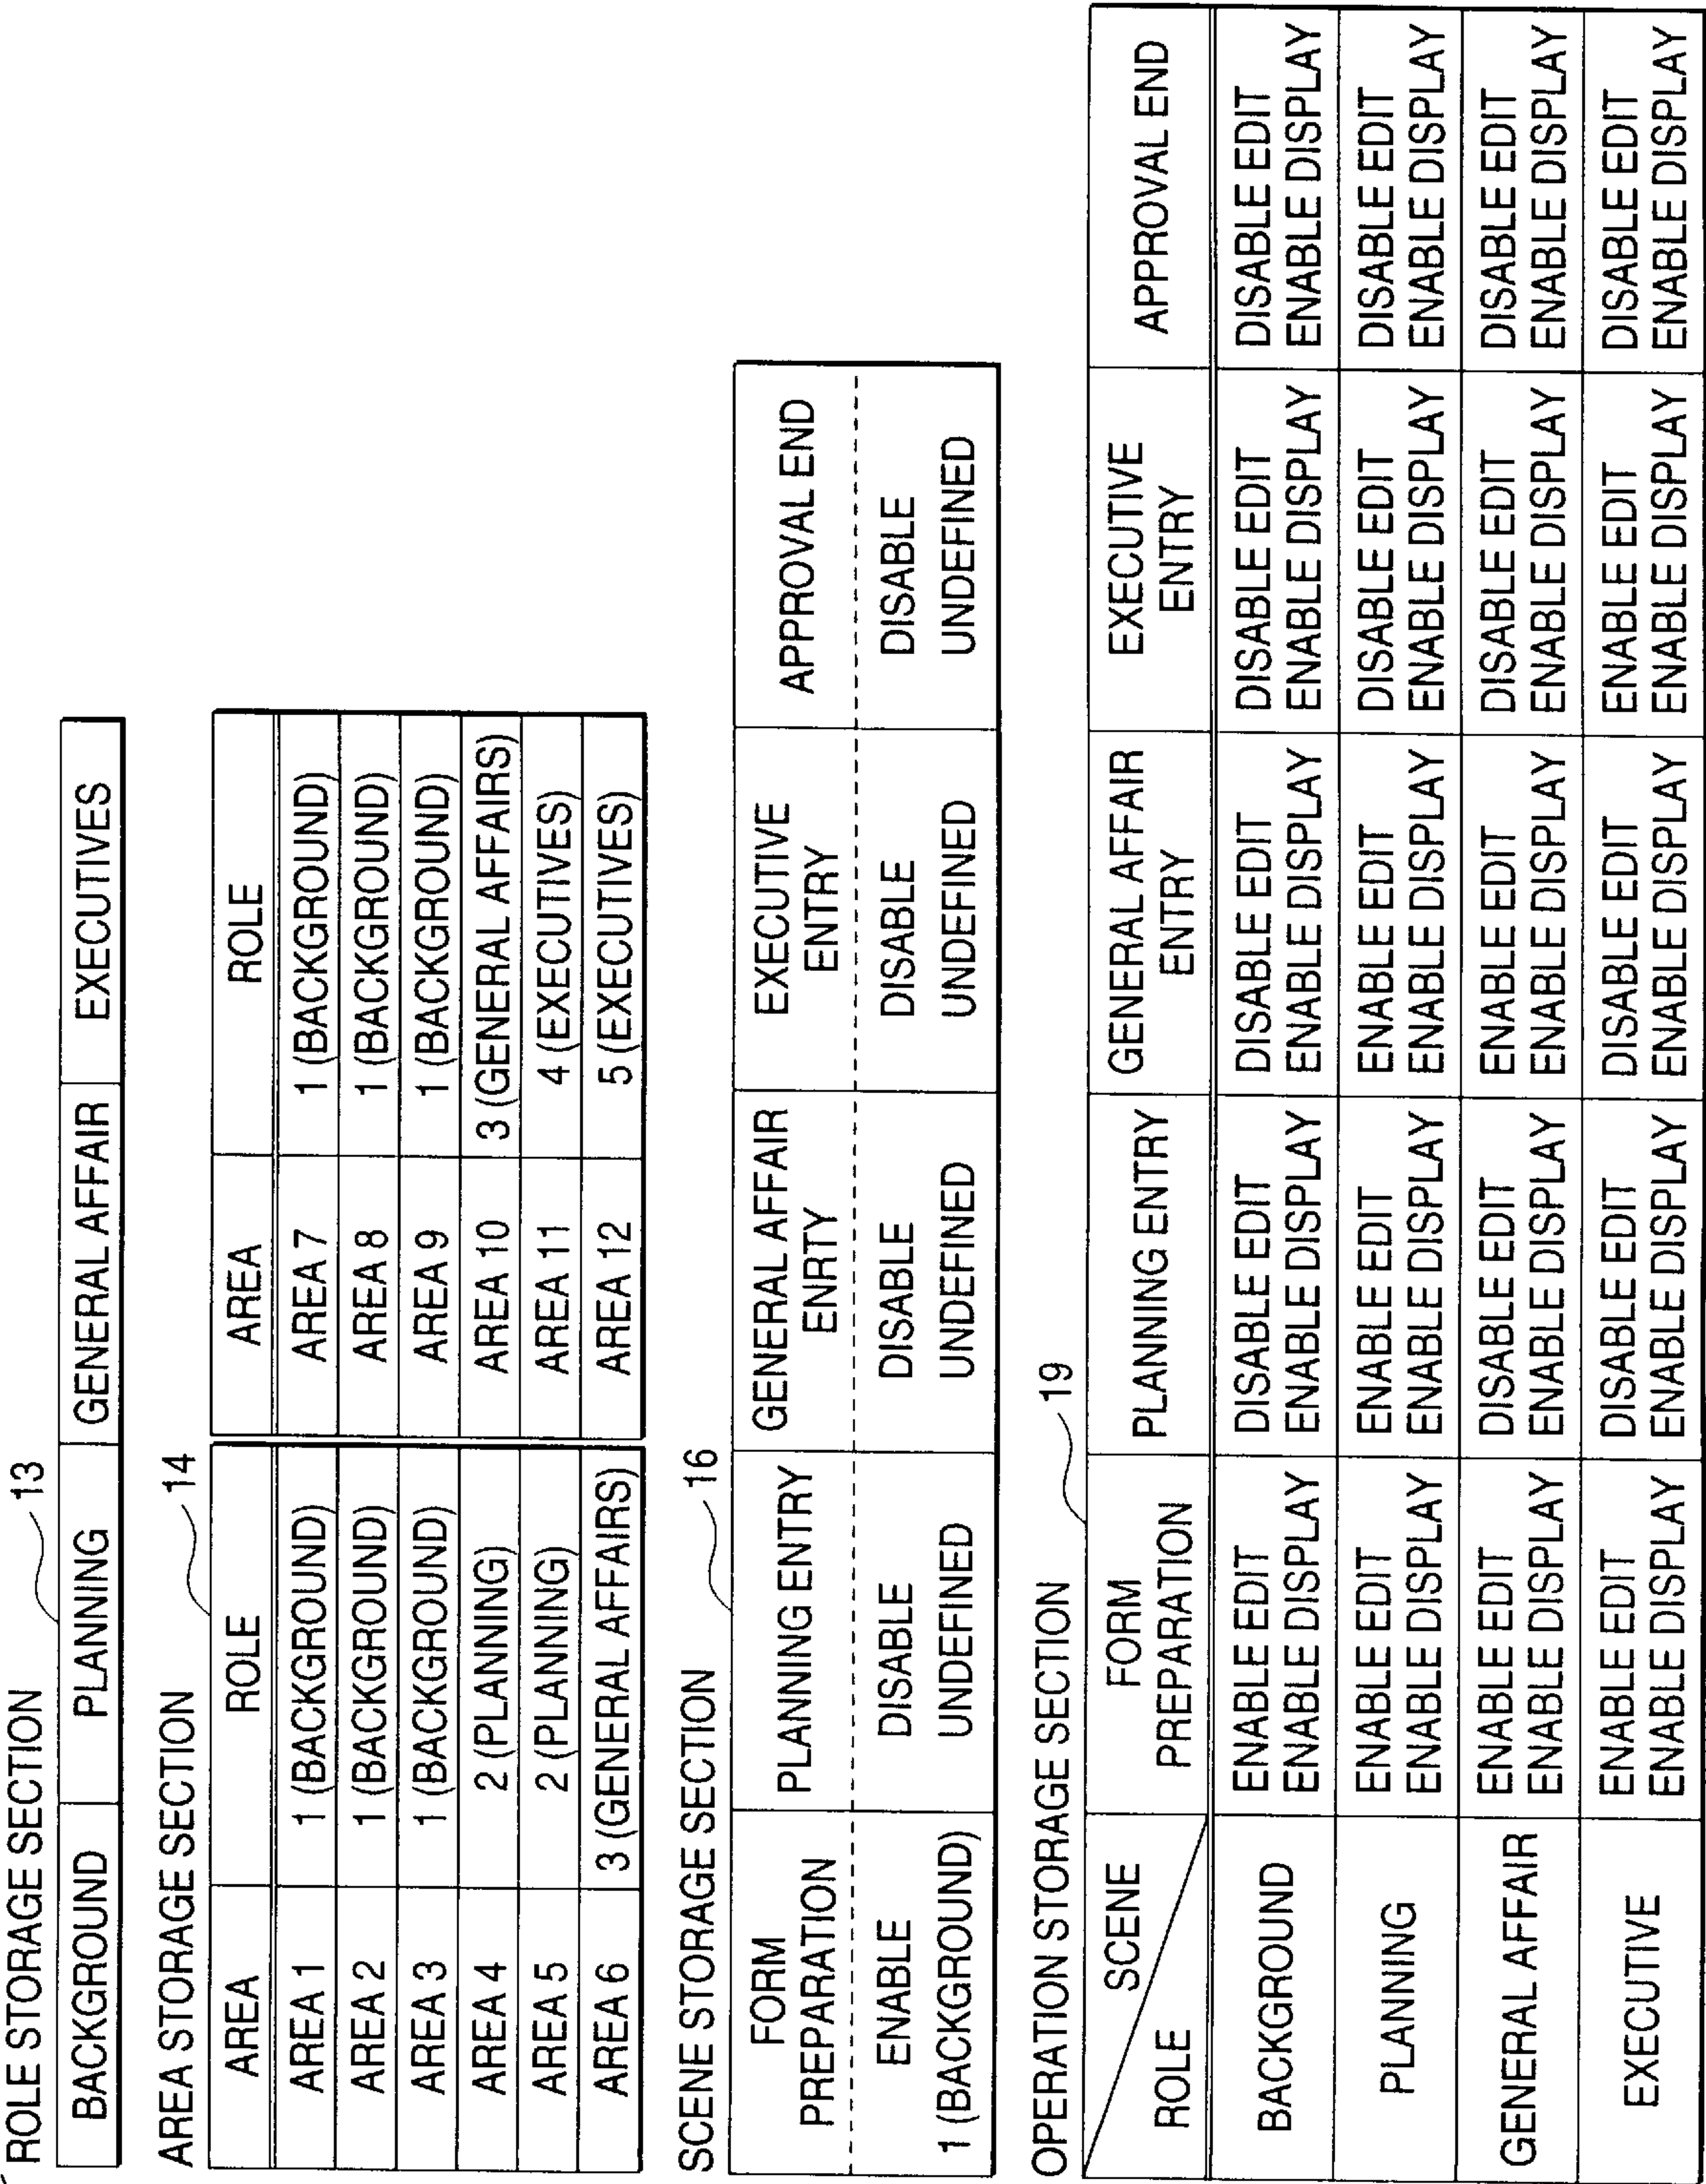 ROLE STORAGE SECTION
13
BACKGROUND PLANNING GENERAL AFFAIR EXECUTIVES
AREA STORAGE SECTION
14
AREA ROLE AREA ROLE
AREA 1 1 (BACKGROUND) AREA 7 1 (BACKGROUND)
AREA 2 1 (BACKGROUND) AREA 8 1 (BACKGROUND)
AREA 3 1 (BACKGROUND) AREA 9 1 (BACKGROUND)
AREA 4 2 (PLANNING) AREA 10 3 (GENERAL AFFAIRS)
AREA 5 2 (PLANNING) AREA 11 4 (EXECUTIVES)
AREA 6 3 (GENERAL AFFAIRS) AREA 12 5 (EXECUTIVES)
SCENE STORAGE SECTION
16
FORM PLANNING ENTRY GENERAL AFFAIR EXECUTIVE APPROVAL END
PREPARATION ENIRTY ENTRY
ENABLE DISABLE DISABLE DISABLE DISABLE
1 (BACKGROUND) UNDEFINED UNDEFINED UNDEFINED UNDEFINED
OPERATION STORAGE SECTION
19
SCENE FORM PLANNING ENTRY GENERAL AFFAIR EXECUTIVE APPROVAL END
ROLE PREPARATION ENTRY ENTRY
BACKGROUND ENABLE EDIT DISABLE EDIT DISABLE EDIT DISABLE EDIT DISABLE EDIT
ENABLE DISPLAY ENABLE DISPLAY ENABLE DISPLAY ENABLE DISPLAY ENABLE DISPLAY
PLANNING ENABLE EDIT ENABLE EDIT ENABLE EDIT DISABLE EDIT DISABLE EDIT
ENABLE DISPLAY ENABLE DISPLAY ENABLE DISPLAY ENABLE DISPLAY ENABLE DISPLAY
GENERAL AFFAIR ENABLE EDIT DISABLE EDIT ENABLE EDIT DISABLE EDIT DISABLE EDIT
ENABLE DISPLAY ENABLE DISPLAY ENABLE DISPLAY ENABLE DISPLAY ENABLE DISPLAY
EXECUTIVE ENABLE EDIT DISABLE EDIT DISABLE EDIT ENABLE EDIT DISABLE EDIT
ENABLE DISPLAY ENABLE DISPLAY ENABLE DISPLAY ENABLE DISPLAY ENABLE DISPLAY